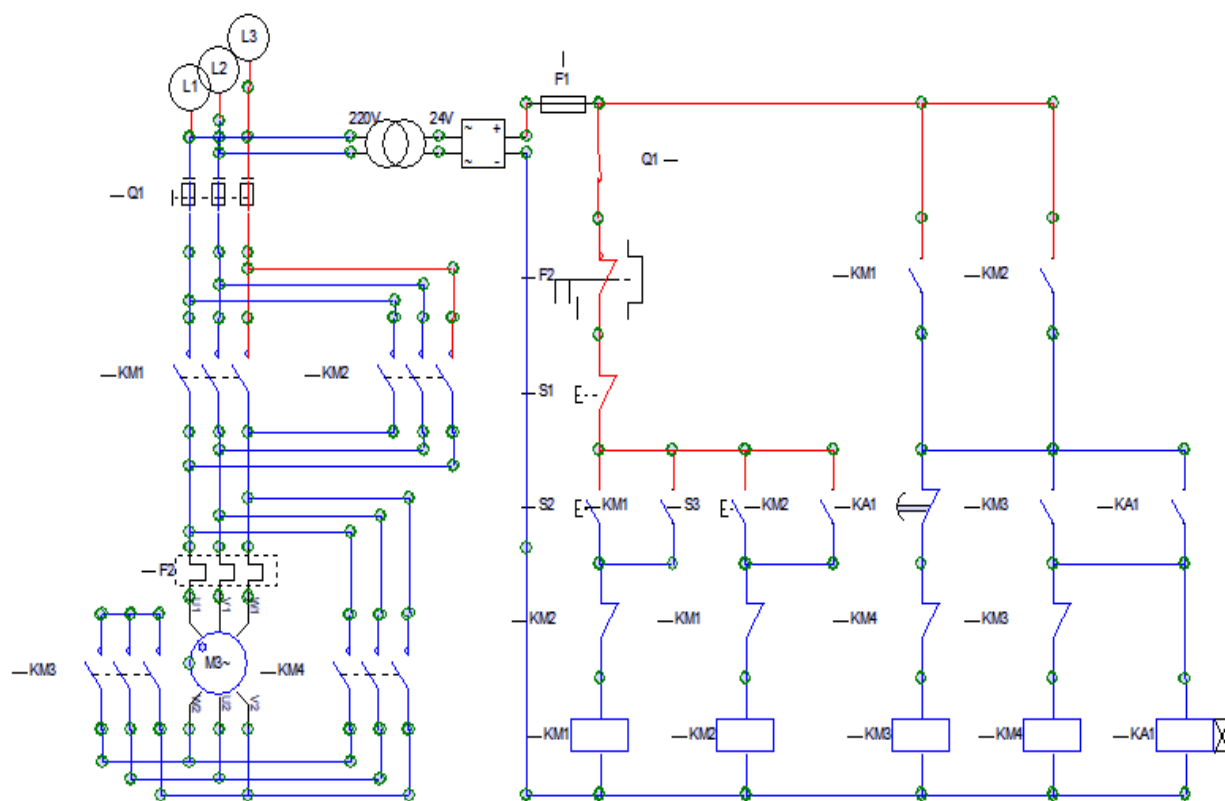 L3
L2
L1
F1
220V
24V
~ +
~ -
Q1
Q1
F2
KM1
KM2
KM1
KM2
S1
S2
KM1
S3
KM2
KA1
KM3
KA1
F2
U1
V1
W1
KM2
KM1
KM4
KM3
KM3
M3~
KM4
W2
U2
V2
KM1
KM2
KM3
KM4
KA1